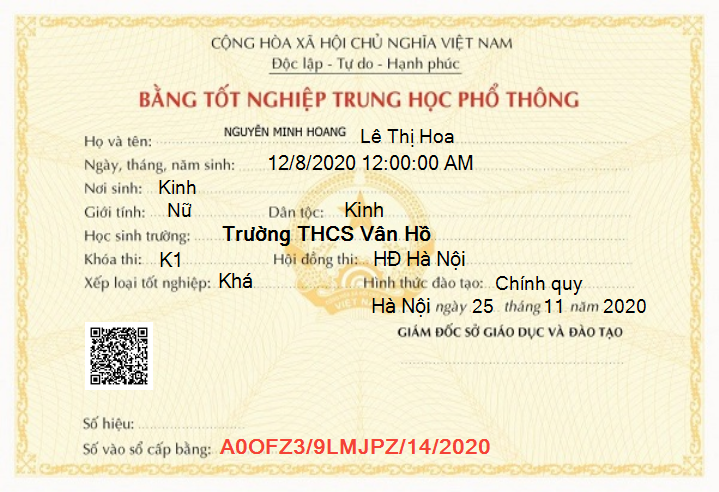 CỘNG HÒA XÃ HỘI CHỦ NGHĨA VIỆT NAM
Độc lập - Tự do - Hạnh phúc
BẰNG TỐT NGHIỆP TRUNG HỌC PHỔ THÔNG
Họ và tên: NGUYỄN MINH HOANG Lê Thị Hoa
Ngày, tháng, năm sinh: 12/8/2020 12:00:00 AM
Nơi sinh: Kinh
Giới tính: Nữ Dân tộc: Kinh
Học sinh trường: Trường THCS Vân Hồ
Khóa thi: K1 Hội đồng thi: HĐ Hà Nội
Xếp loại tốt nghiệp: Khá Hình thức đào tạo: Chính quy
Hà Nội ngày 25 tháng 11 năm 2020
GIÁM ĐỐC SỞ GIÁO DỤC VÀ ĐÀO TẠO
VIỆT NAM
Số hiệu:
Số vào sổ cấp bằng: A0OFZ3/9LMJPZ/14/2020